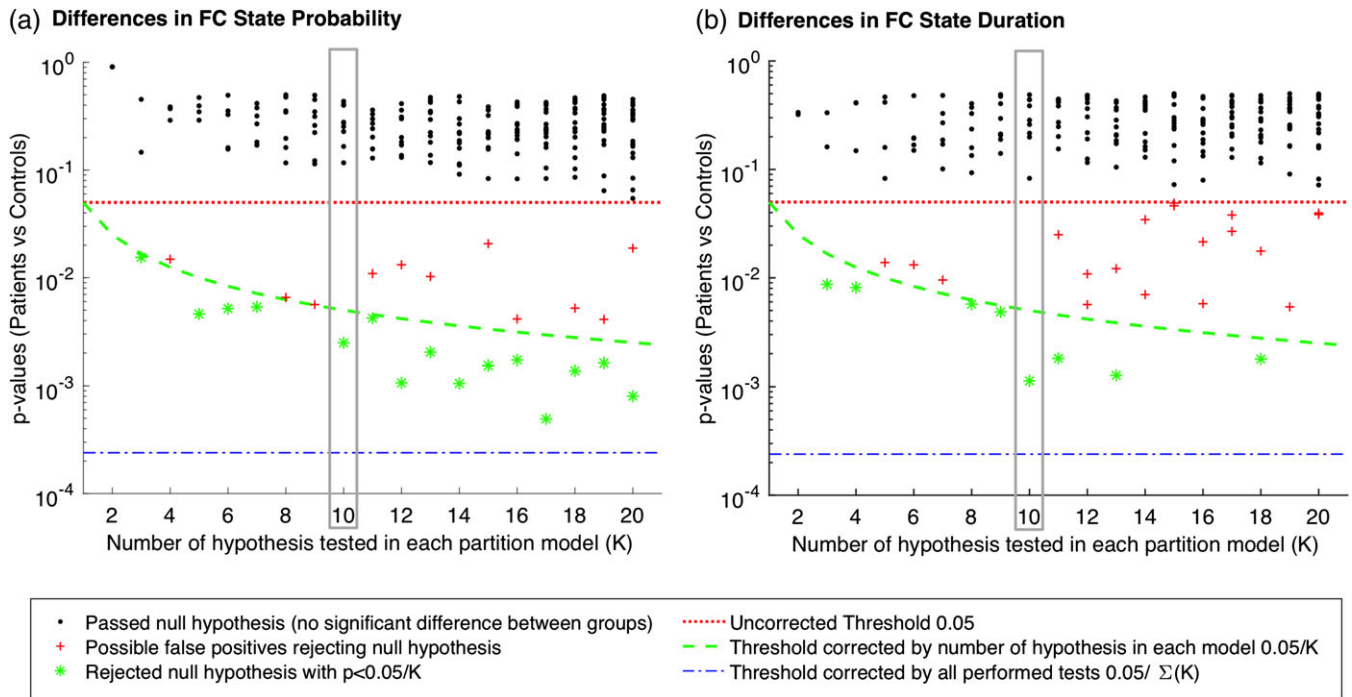 (a) Differences in FC State Probability
p-values (Patients vs Controls)
10^0
10^-1
10^-2
10^-3
10^-4
2 4 6 8 10 12 14 16 18 20
Number of hypothesis tested in each partition model (K)
(b) Differences in FC State Duration
p-values (Patients vs Controls)
10^0
10^-1
10^-2
10^-3
10^-4
2 4 6 8 10 12 14 16 18 20
Number of hypothesis tested in each partition model (K)
Passed null hypothesis (no significant difference between groups)
Possible false positives rejecting null hypothesis
Rejected null hypothesis with p<0.05/K
Uncorrected Threshold 0.05
Threshold corrected by number of hypothesis in each model 0.05/K
Threshold corrected by all performed tests 0.05/ Σ(K)